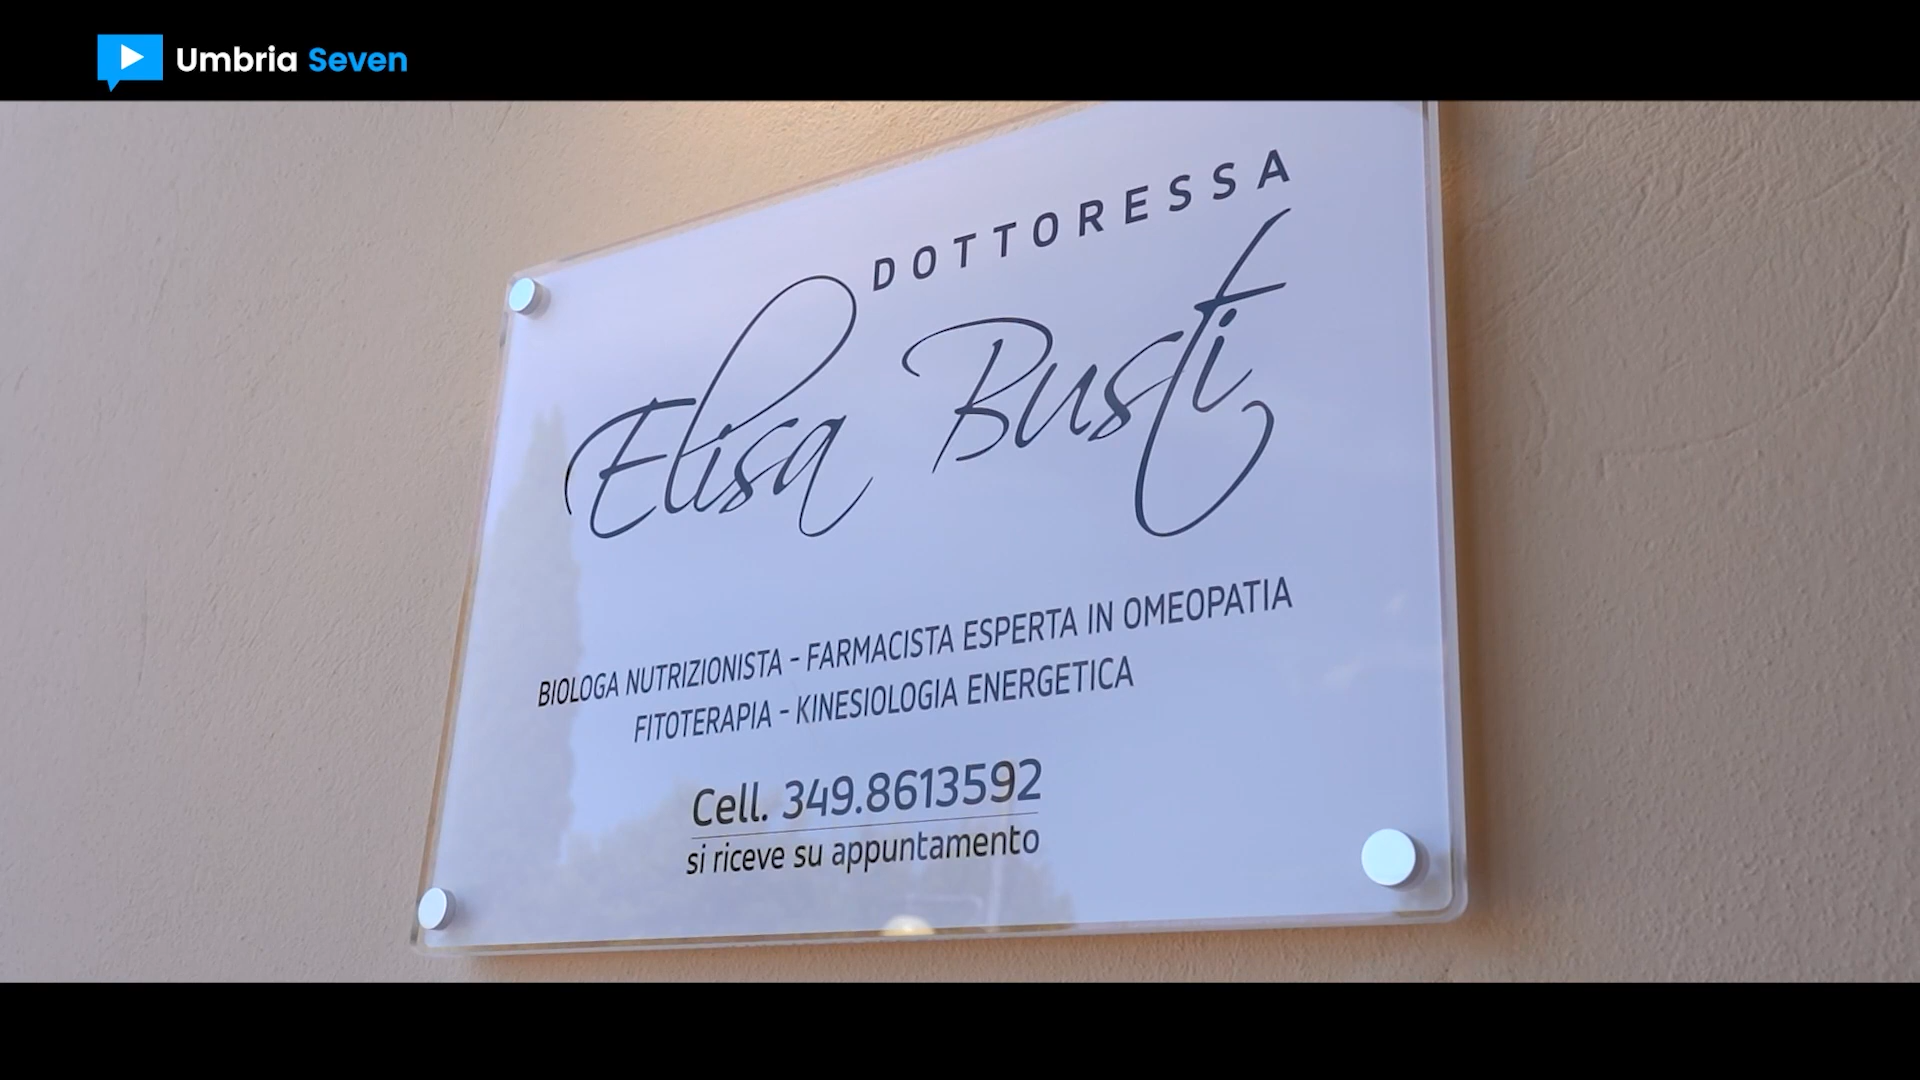 Umbria Seven
DOTTORESSA
Elisa Busti
BIOLOGA NUTRIZIONISTA - FARMACISTA ESPERTA IN OMEOPATIA
FITOTERAPIA - KINESIOLOGIA ENERGETICA
Cell. 349.8613592
si riceve su appuntamento